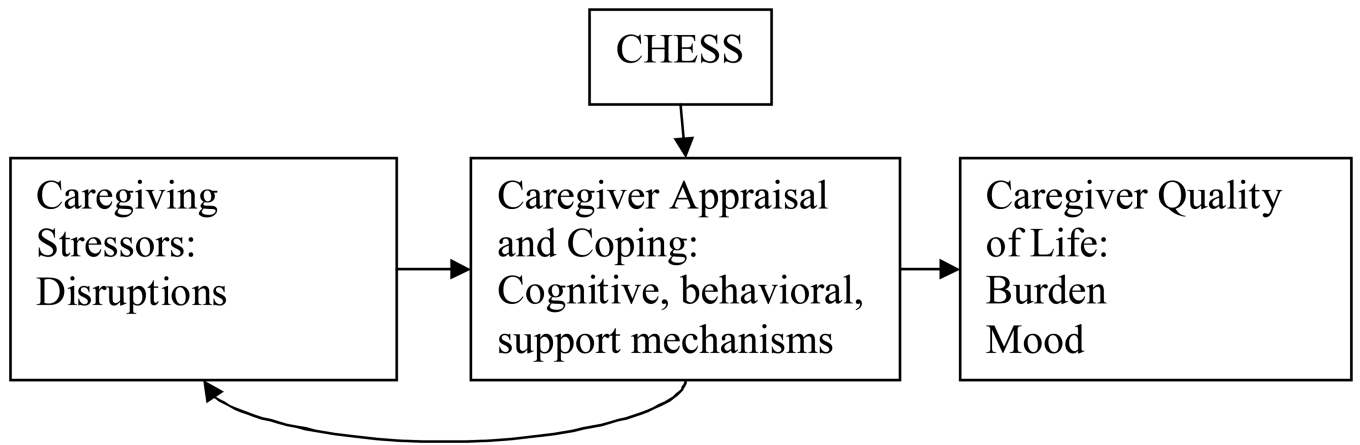 CHESS
Caregiving
Stressors:
Disruptions
Caregiver Appraisal
and Coping:
Cognitive, behavioral,
support mechanisms
Caregiver Quality
of Life:
Burden
Mood